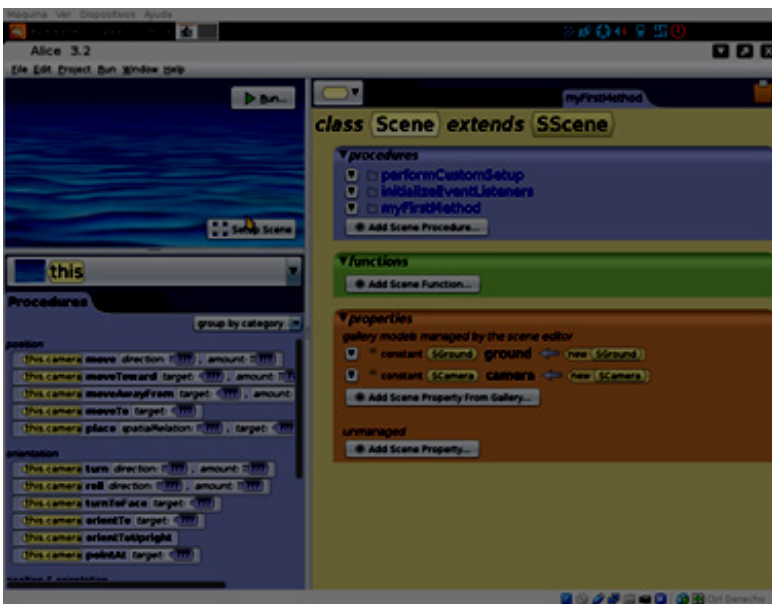 Máquina Ver Dispositivos Ayuda
Alice 3.2
File Edit Project Run Window Help
Run...
Setup Scene
this
Procedures
group by category
position
this.camera move direction: ??? , amount: ???
this.camera moveToward target: ??? , amount:
this.camera moveAwayFrom target: ??? , amount:
this.camera moveTo target: ???
this.camera place spatialRelation: ??? , target: ???
orientation
this.camera turn direction: ??? , amount: ???
this.camera roll direction: ??? , amount: ???
this.camera turnToFace target: ???
this.camera orientTo target: ???
this.camera orientToUpright
this.camera pointAt target: ???
position & orientation
myFirstMethod
class Scene extends SScene
procedures
performCustomSetup
initializeEventListeners
myFirstMethod
Add Scene Procedure...
functions
Add Scene Function...
properties
gallery models managed by the scene editor
constant SGround ground new SGround
constant SCamera camera new SCamera
Add Scene Property From Gallery...
unmanaged
Add Scene Property...
Ctrl Derecho